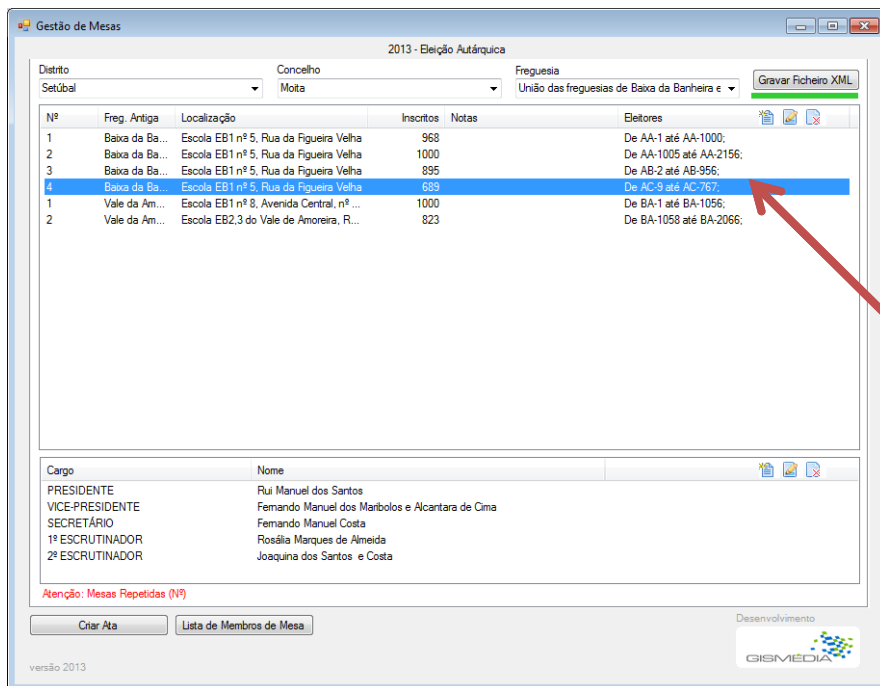 Gestão de Mesas
2013 - Eleição Autárquica
Distrito Concelho Freguesia
Setúbal Moita União das freguesias de Baixa da Banheira e Gravar Ficheiro XML
Nº Freg. Antiga Localização Inscritos Notas Eleitores
1 Baixa da Ba... Escola EB1 nº 5, Rua da Figueira Velha 968 De AA-1 até AA-1000;
2 Baixa da Ba... Escola EB1 nº 5, Rua da Figueira Velha 1000 De AA-1005 até AA-2156;
3 Baixa da Ba... Escola EB1 nº 5, Rua da Figueira Velha 895 De AB-2 até AB-956;
4 Baixa da Ba... Escola EB1 nº 5, Rua da Figueira Velha 689 De AC-9 até AC-767;
1 Vale da Am... Escola EB1 nº 8, Avenida Central, nº ... 1000 De BA-1 até BA-1056;
2 Vale da Am... Escola EB2,3 do Vale de Amoreira, R... 823 De BA-1058 até BA-2066;
Cargo Nome
PRESIDENTE Rui Manuel dos Santos
VICE-PRESIDENTE Fernando Manuel dos Maribolos e Alcantara de Cima
SECRETÁRIO Fernando Manuel Costa
1º ESCRUTINADOR Rosália Marques de Almeida
2º ESCRUTINADOR Joaquina dos Santos e Costa
Atenção: Mesas Repetidas (Nº)
Criar Ata Lista de Membros de Mesa
Desenvolvimento
GISMÉDIA
versão 2013